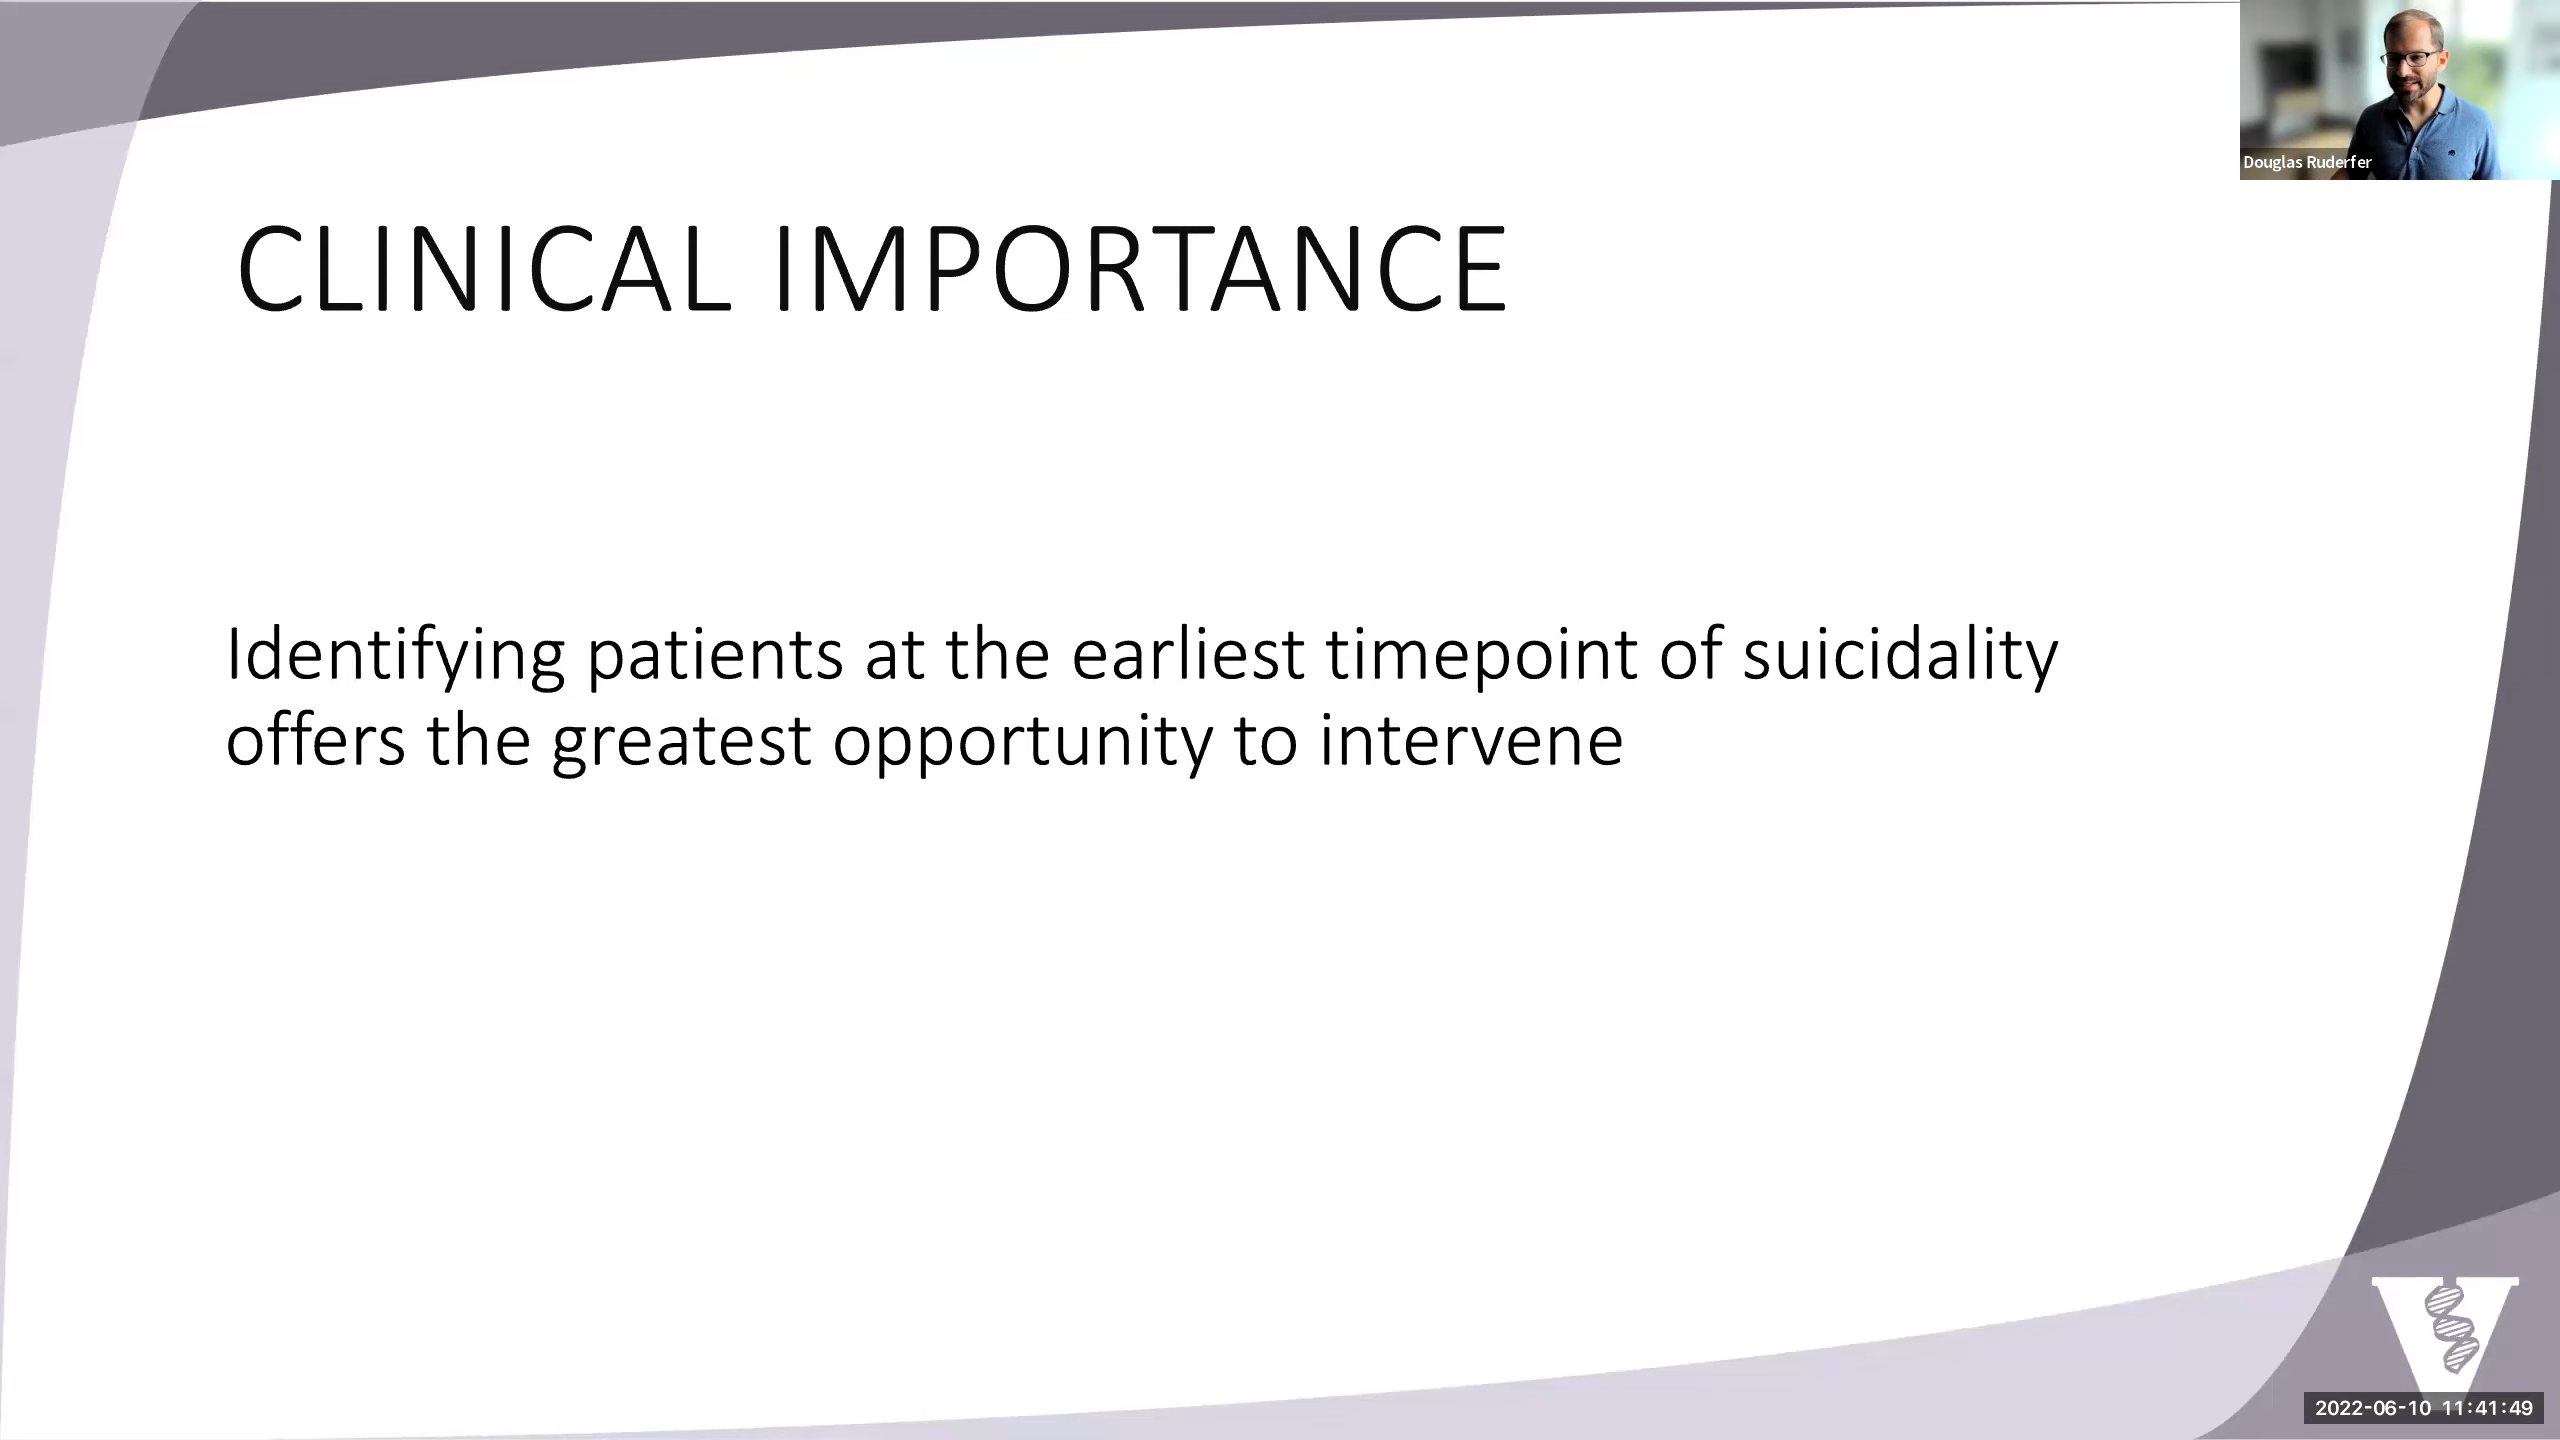 Douglas Ruderfer
CLINICAL IMPORTANCE
Identifying patients at the earliest timepoint of suicidality
offers the greatest opportunity to intervene
V
2022-06-10 11:41:49